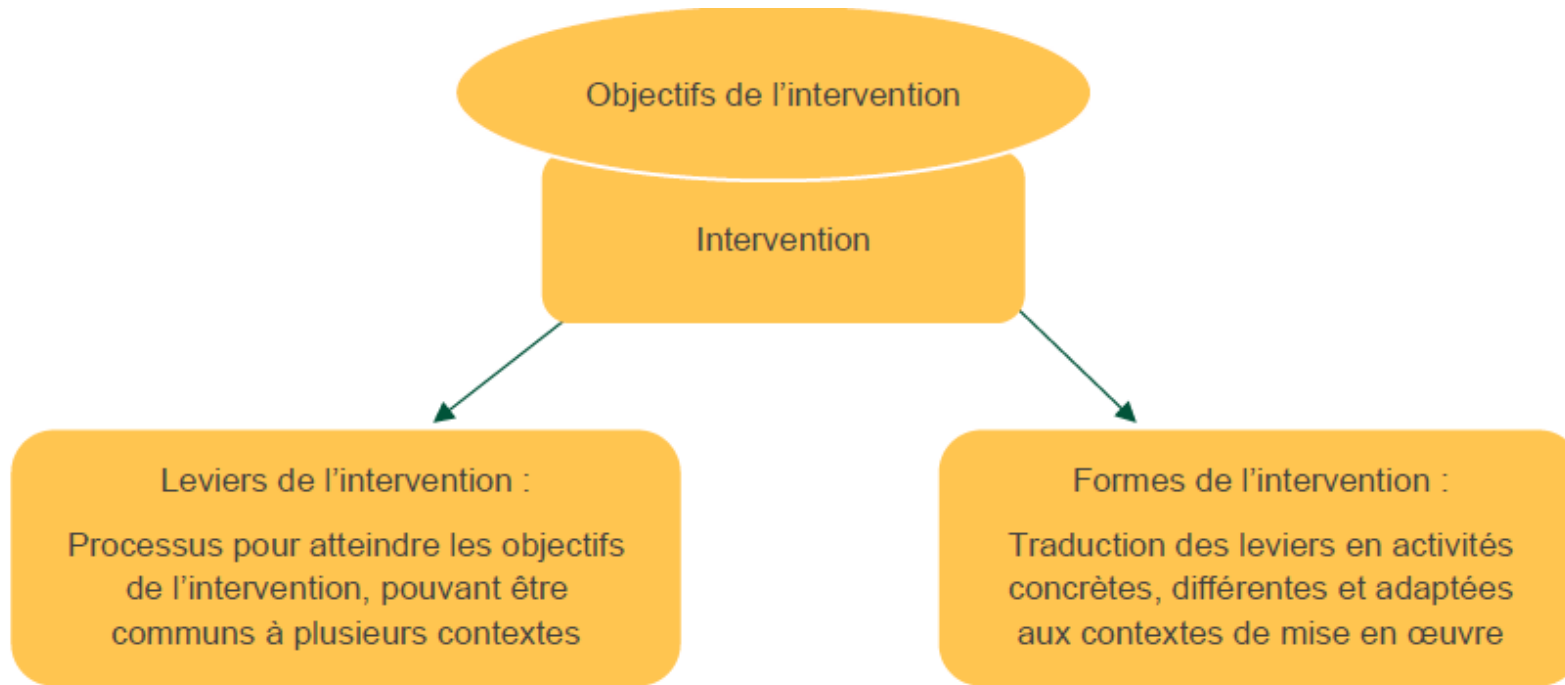 Objectifs de l’intervention
Intervention
Leviers de l’intervention :
Processus pour atteindre les objectifs
de l’intervention, pouvant être
communs à plusieurs contextes
Formes de l’intervention :
Traduction des leviers en activités
concrètes, différentes et adaptées
aux contextes de mise en œuvre